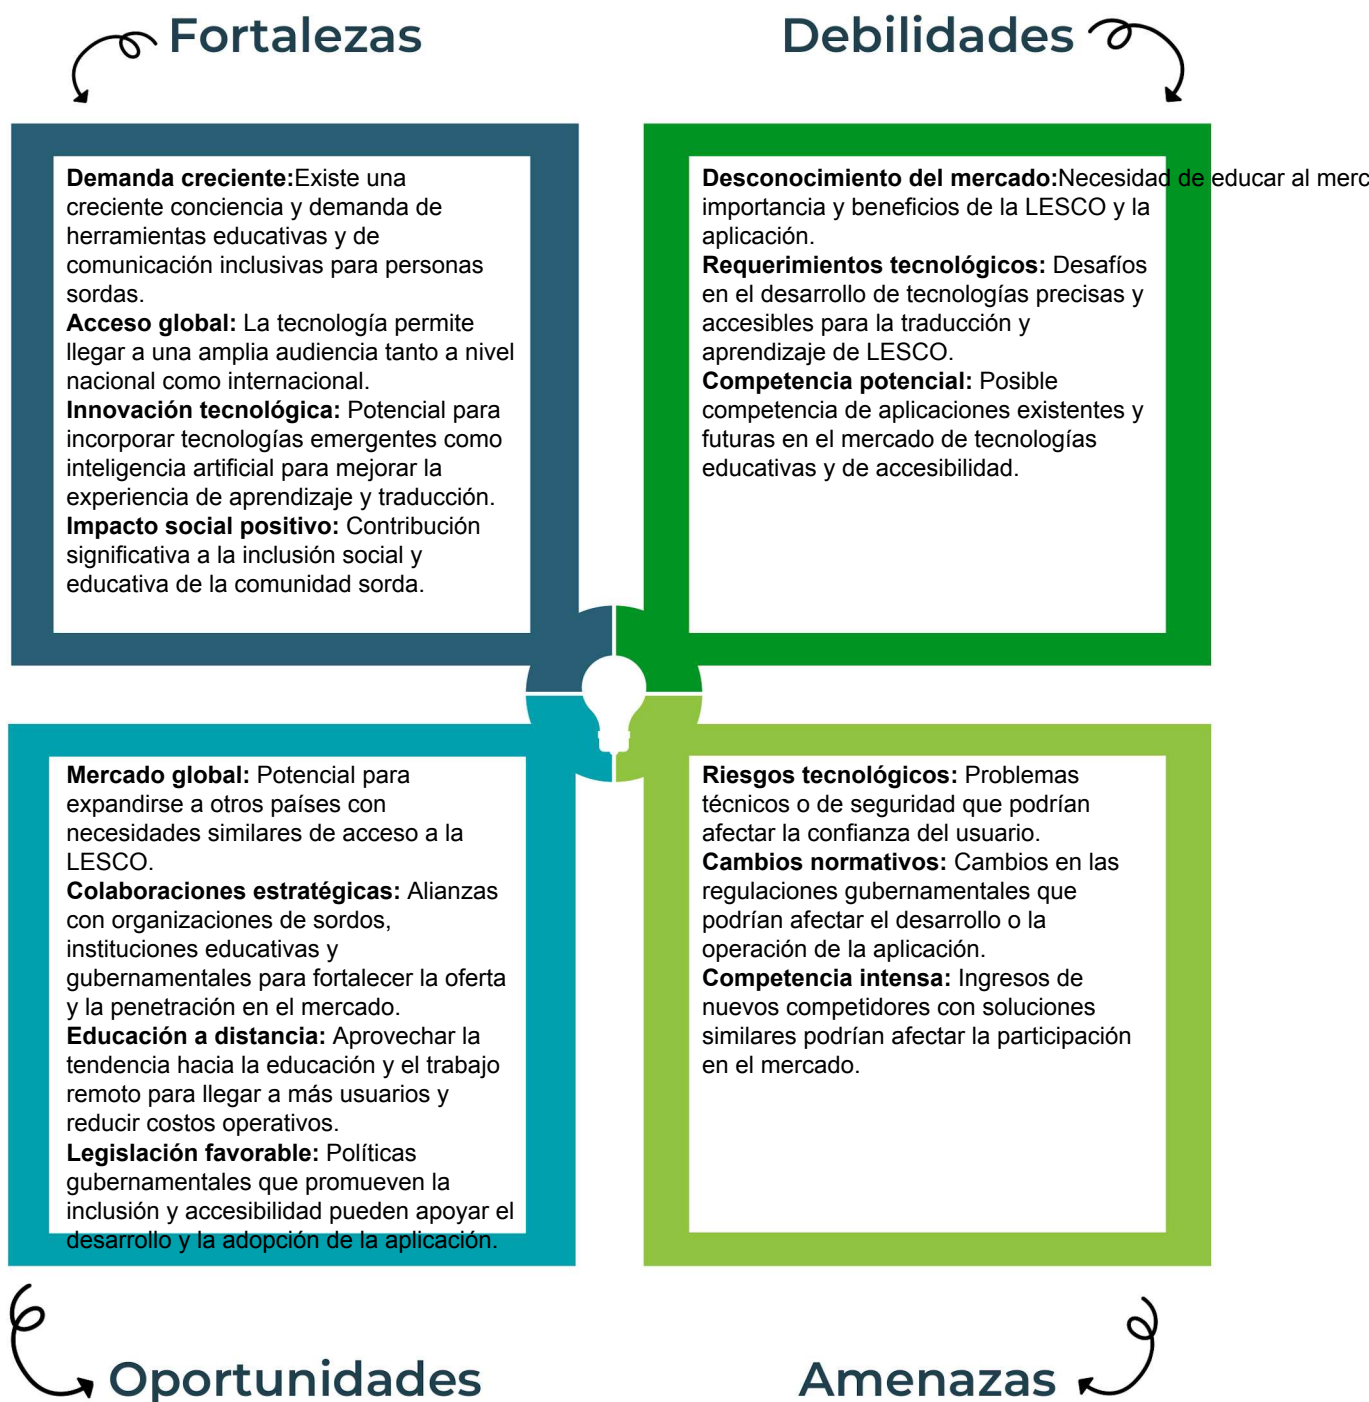 Fortalezas
Demanda creciente:Existe una
creciente conciencia y demanda de
herramientas educativas y de
comunicación inclusivas para personas
sordas.
Acceso global: La tecnología permite
llegar a una amplia audiencia tanto a nivel
nacional como internacional.
Innovación tecnológica: Potencial para
incorporar tecnologías emergentes como
inteligencia artificial para mejorar la
experiencia de aprendizaje y traducción.
Impacto social positivo: Contribución
significativa a la inclusión social y
educativa de la comunidad sorda.
Debilidades
Desconocimiento del mercado:Necesidad de educar al merc
importancia y beneficios de la LESCO y la
aplicación.
Requerimientos tecnológicos: Desafíos
en el desarrollo de tecnologías precisas y
accesibles para la traducción y
aprendizaje de LESCO.
Competencia potencial: Posible
competencia de aplicaciones existentes y
futuras en el mercado de tecnologías
educativas y de accesibilidad.
Mercado global: Potencial para
expandirse a otros países con
necesidades similares de acceso a la
LESCO.
Colaboraciones estratégicas: Alianzas
con organizaciones de sordos,
instituciones educativas y
gubernamentales para fortalecer la oferta
y la penetración en el mercado.
Educación a distancia: Aprovechar la
tendencia hacia la educación y el trabajo
remoto para llegar a más usuarios y
reducir costos operativos.
Legislación favorable: Políticas
gubernamentales que promueven la
inclusión y accesibilidad pueden apoyar el
desarrollo y la adopción de la aplicación.
Oportunidades
Riesgos tecnológicos: Problemas
técnicos o de seguridad que podrían
afectar la confianza del usuario.
Cambios normativos: Cambios en las
regulaciones gubernamentales que
podrían afectar el desarrollo o la
operación de la aplicación.
Competencia intensa: Ingresos de
nuevos competidores con soluciones
similares podrían afectar la participación
en el mercado.
Amenazas